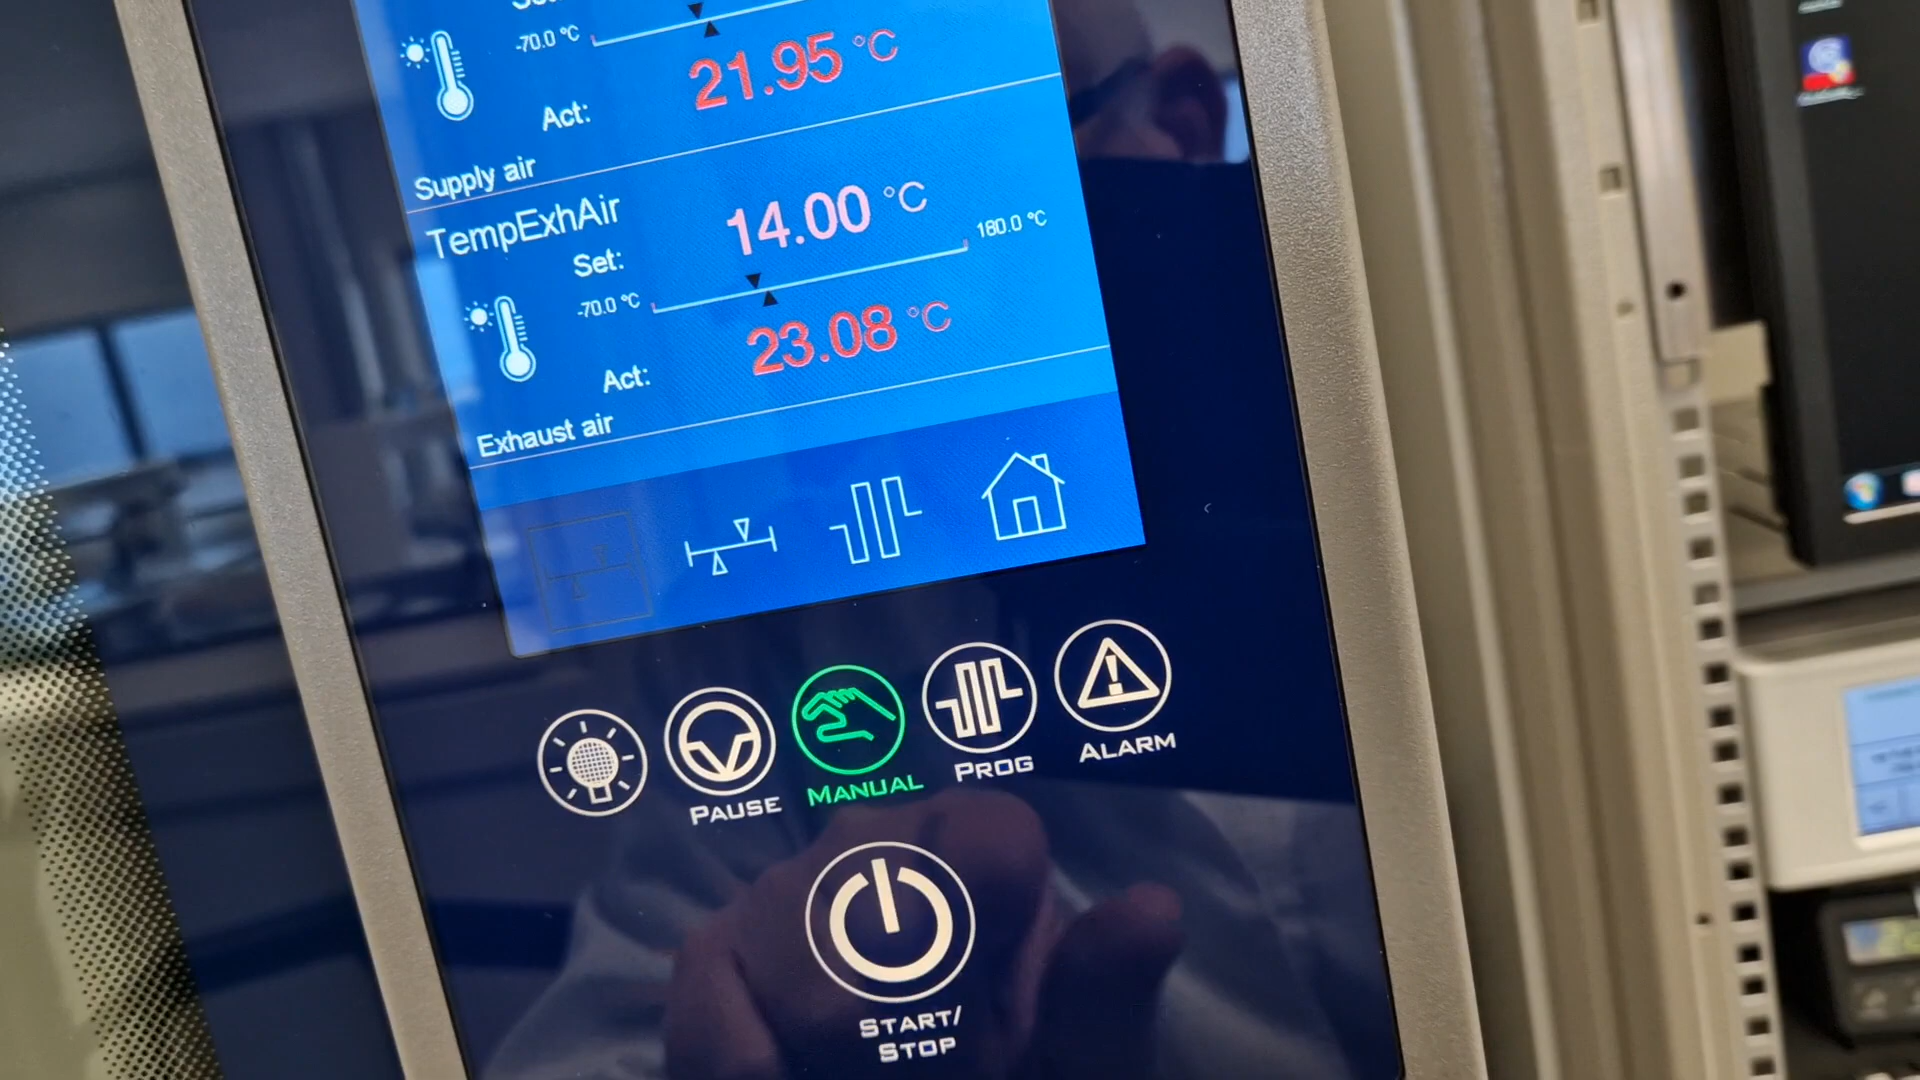 -70.0 °C
21.95 °C
Act:
Supply air
TempExhAir
14.00 °C
Set:
180.0 °C
-70.0 °C
23.08 °C
Act:
Exhaust air
PAUSE
MANUAL
PROG
ALARM
START/
STOP